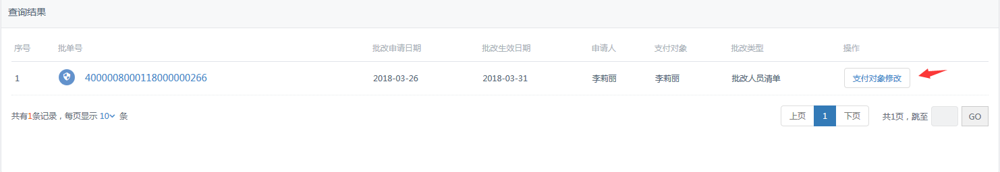 查询结果
序号 批单号 批改申请日期 批改生效日期 申请人 支付对象 批改类型 操作
1 4000008000118000000266 2018-03-26 2018-03-31 李莉丽 李莉丽 批改人员清单 支付对象修改
共有1条记录，每页显示 10 条 上页 1 下页 共1页，跳至 GO